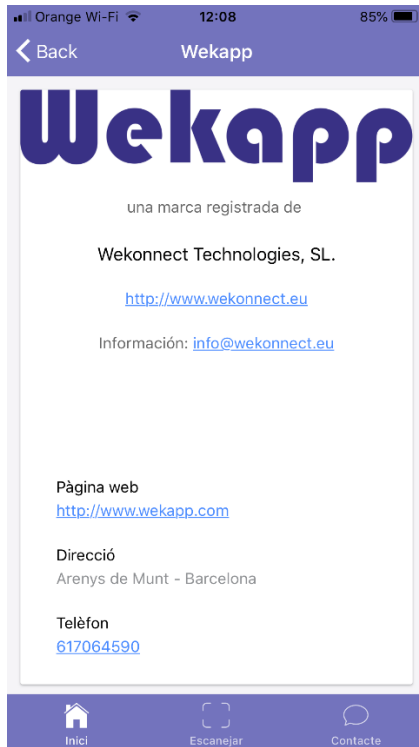 Orange Wi-Fi 12:08 85%
Back Wekapp
Wekapp
una marca registrada de
Wekonnect Technologies, SL.
http://www.wekonnect.eu
Información: info@wekonnect.eu
Pàgina web
http://www.wekapp.com
Direcció
Arenys de Munt - Barcelona
Telèfon
617064590
Inici Escanejar Contacte